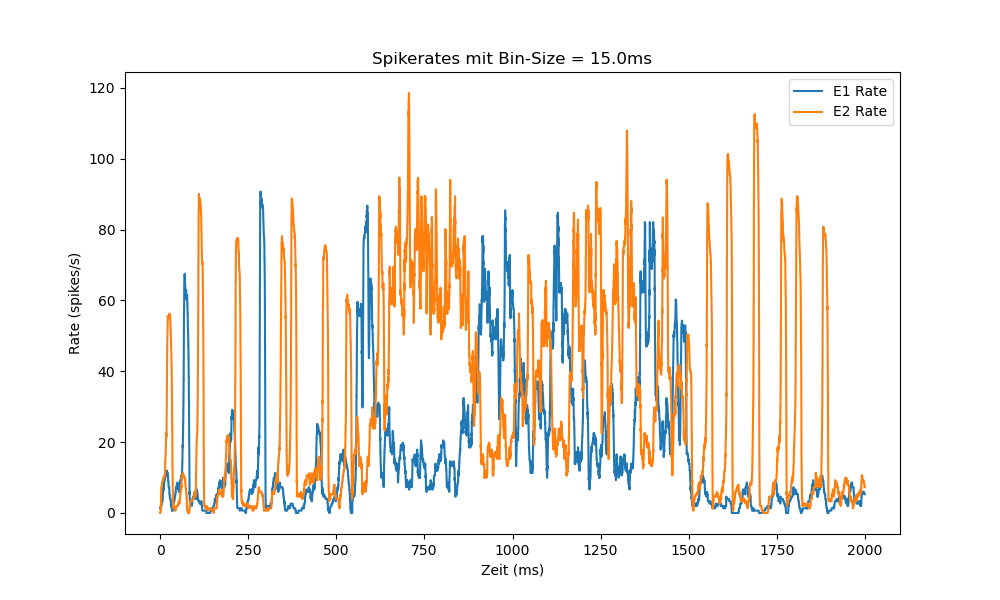 Spikerates mit Bin-Size = 15.0ms
E1 Rate
E2 Rate
Rate (spikes/s)
120
100
80
60
40
20
0
0 250 500 750 1000 1250 1500 1750 2000
Zeit (ms)